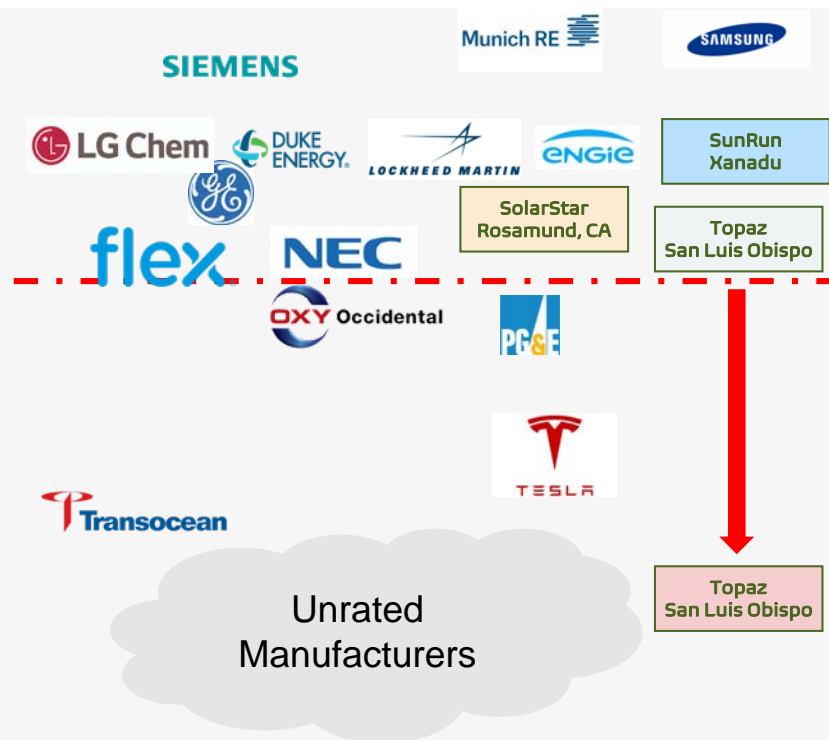 Munich RE
SAMSUNG
SIEMENS
LG Chem
DUKE
ENERGY®
LOCKHEED MARTIN
ENGIE
SunRun
Xanadu
GE
SolarStar
Rosamund, CA
Topaz
San Luis Obispo
flex
NEC
OXY Occidental
PG&E
TESLA
Transocean
Topaz
San Luis Obispo
Unrated
Manufacturers